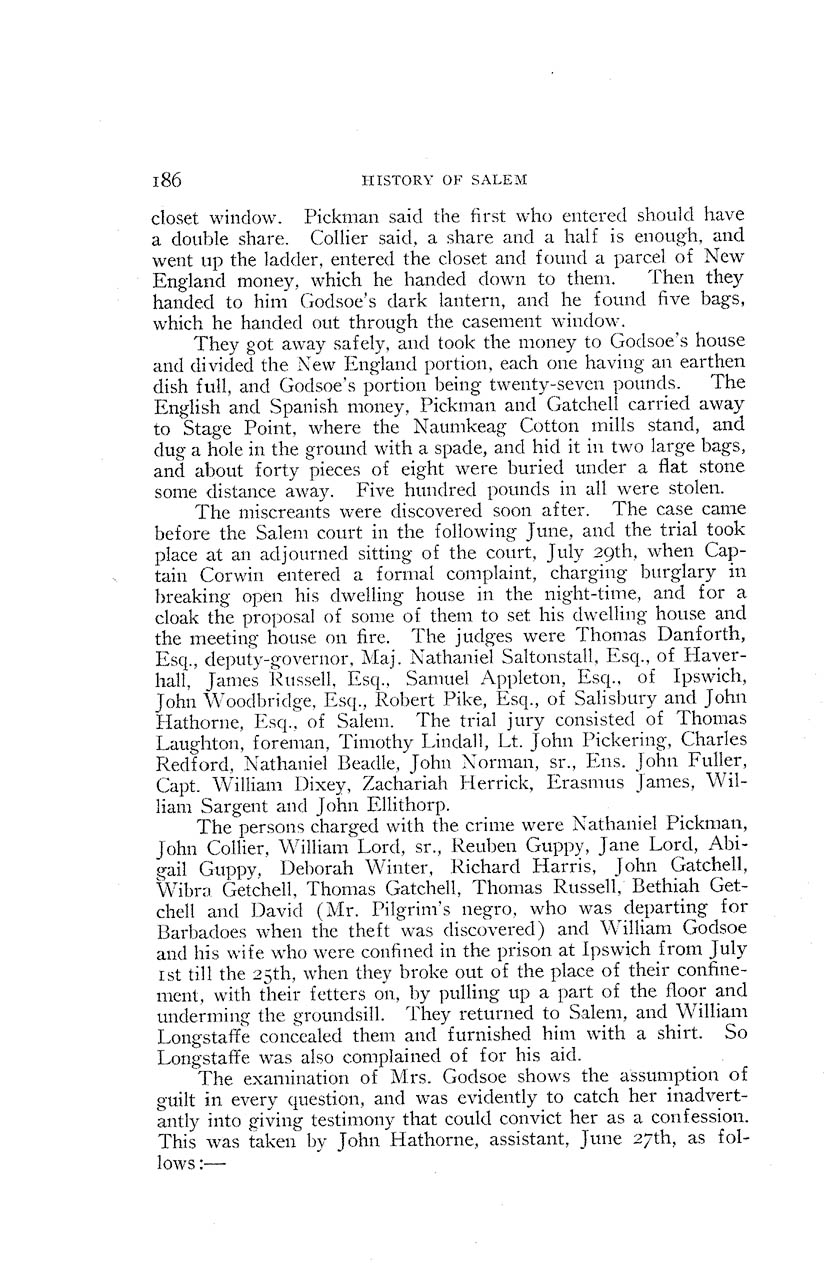 186 HISTORY OF SALEM
closet window. Pickman said the first who entered should have
a double share. Collier said, a share and a half is enough, and
went up the ladder, entered the closet and found a parcel of New
England money, which he handed down to them. Then they
handed to him Godsoe's dark lantern, and he found five bags,
which he handed out through the casement window.
They got away safely, and took the money to Godsoe's house
and divided the New England portion, each one having an earthen
dish full, and Godsoe's portion being twenty-seven pounds. The
English and Spanish money, Pickman and Gatchell carried away
to Stage Point, where the Naumkeag Cotton mills stand, and
dug a hole in the ground with a spade, and hid it in two large bags,
and about forty pieces of eight were buried under a flat stone
some distance away. Five hundred pounds in all were stolen.
The miscreants were discovered soon after. The case came
before the Salem court in the following June, and the trial took
place at an adjourned sitting of the court, July 29th, when Cap-
tain Corwin entered a formal complaint, charging burglary in
breaking open his dwelling house in the night-time, and for a
cloak the proposal of some of them to set his dwelling house and
the meeting house on fire. The judges were Thomas Danforth,
Esq., deputy-governor, Maj. Nathaniel Saltonstall, Esq., of Haver-
hall, James Russell, Esq., Samuel Appleton, Esq., of Ipswich,
John Woodbridge, Esq., Robert Pike, Esq., of Salisbury and John
Hathorne, Esq., of Salem. The trial jury consisted of Thomas
Laughton, foreman, Timothy Lindall, Lt. John Pickering, Charles
Redford, Nathaniel Beadle, John Norman, sr., Ens. John Fuller,
Capt. William Dixey, Zachariah Herrick, Erasmus James, Wil-
liam Sargent and John Ellithorp.
The persons charged with the crime were Nathaniel Pickman,
John Collier, William Lord, sr., Reuben Guppy, Jane Lord, Abi-
gail Guppy, Deborah Winter, Richard Harris, John Gatchell,
Wibra Getchell, Thomas Gatchell, Thomas Russell, Bethiah Get-
chell and David (Mr. Pilgrim's negro, who was departing for
Barbadoes when the theft was discovered) and William Godsoe
and his wife who were confined in the prison at Ipswich from July
1st till the 25th, when they broke out of the place of their confine-
ment, with their fetters on, by pulling up a part of the floor and
underming the groundsill. They returned to Salem, and William
Longstaffe concealed them and furnished him with a shirt. So
Longstaffe was also complained of for his aid.
The examination of Mrs. Godsoe shows the assumption of
guilt in every question, and was evidently to catch her inadvert-
antly into giving testimony that could convict her as a confession.
This was taken by John Hathorne, assistant, June 27th, as fol-
lows:—